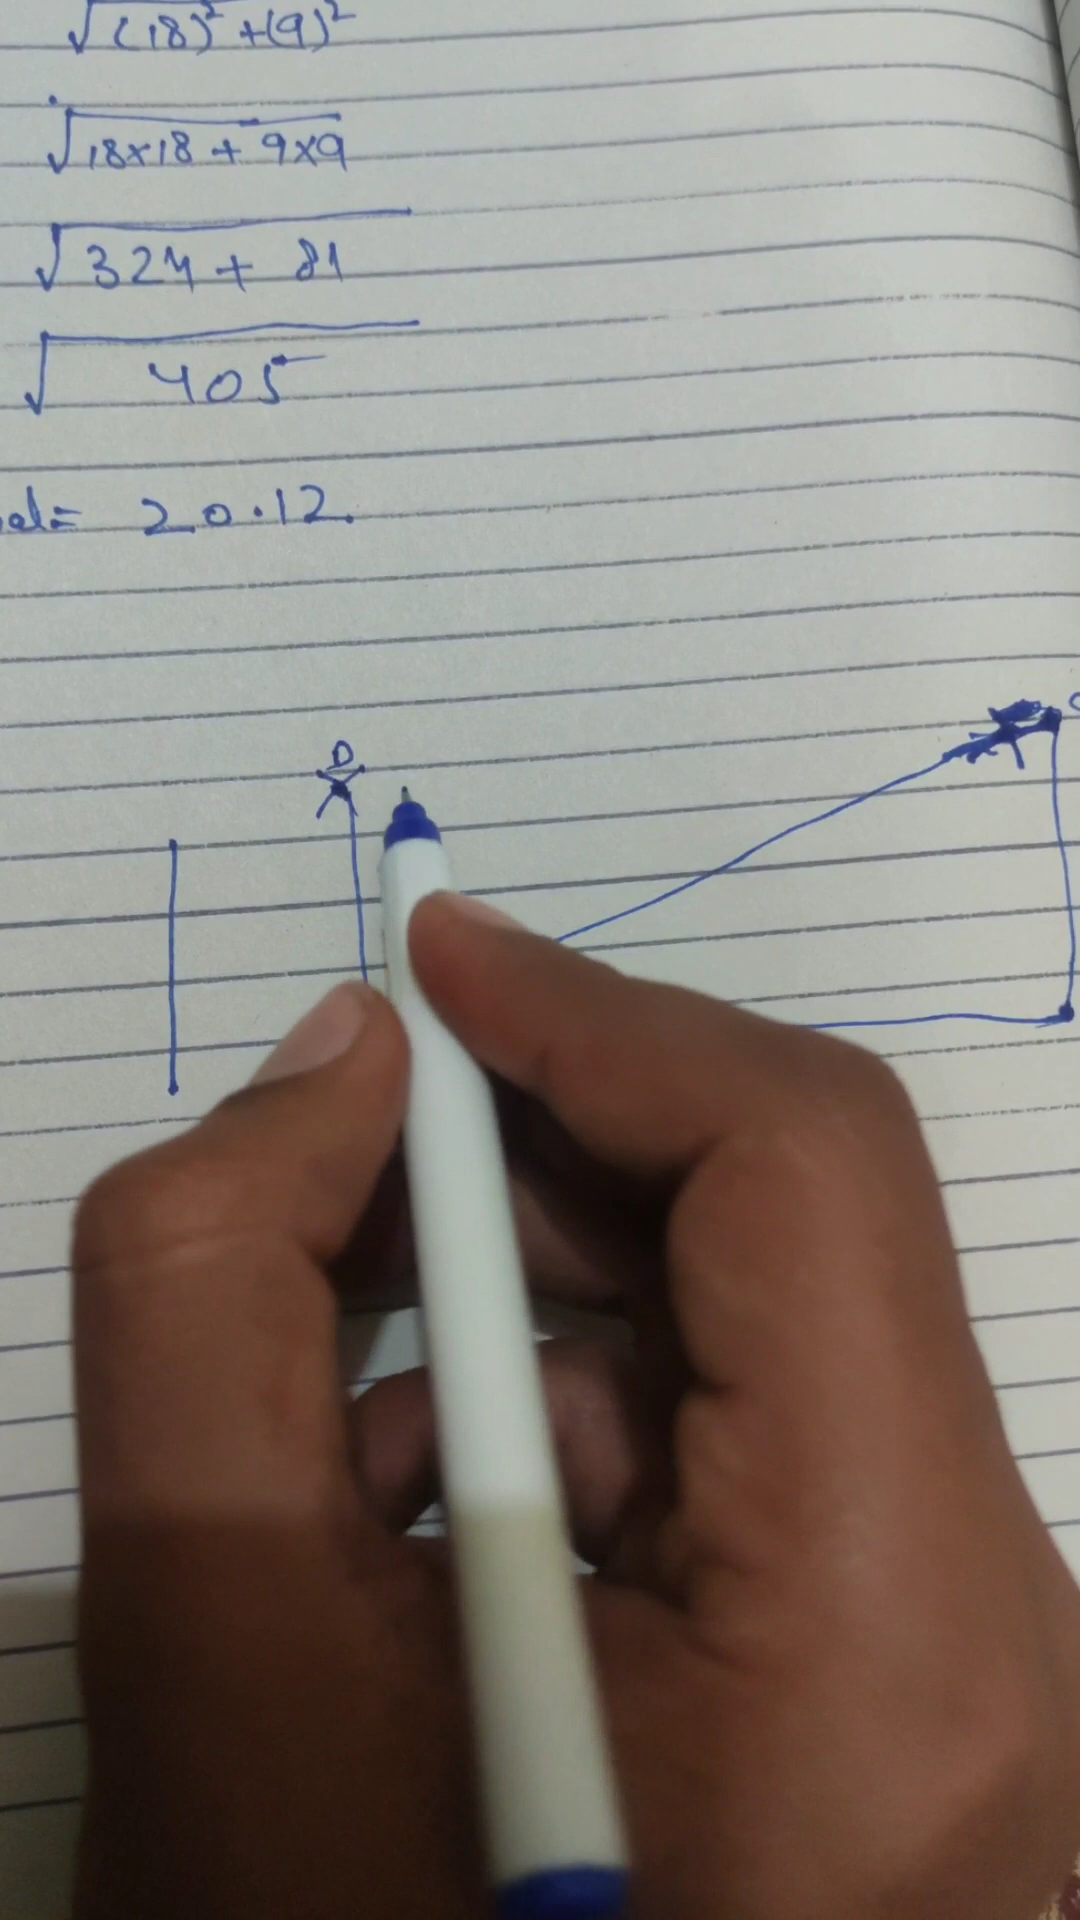 √(18)²+(9)²
√18×18 + 9×9
√324 + 81
√405
= 20.12.
D